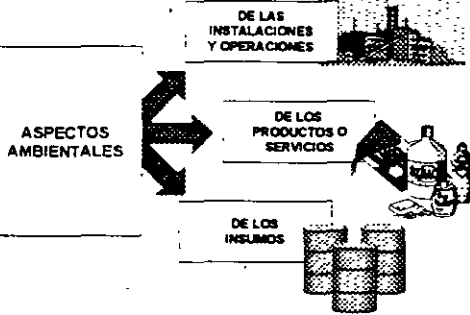 DE LAS
INSTALACIONES
Y OPERACIONES
ASPECTOS
AMBIENTALES
DE LOS
PRODUCTOS O
SERVICIOS
DE LOS
INSUMOS